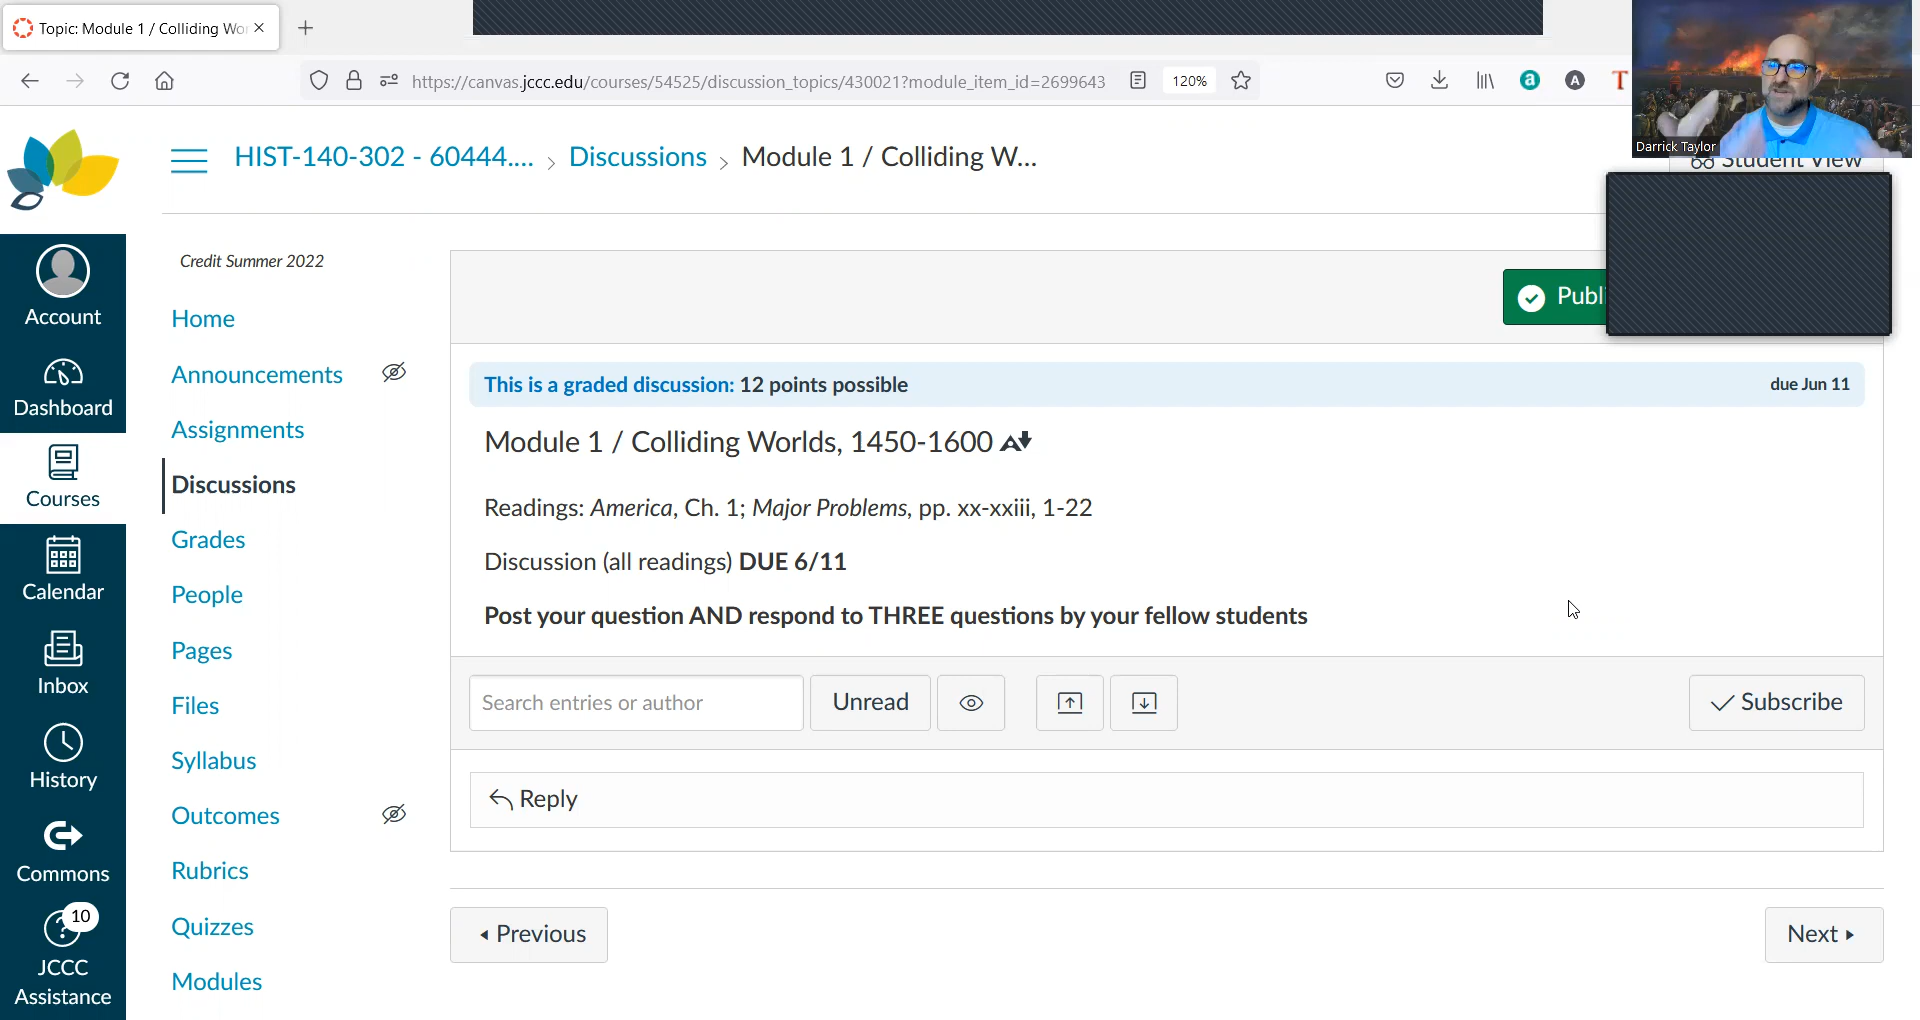 Topic: Module 1 / Colliding Wor
https://canvas.jccc.edu/courses/54525/discussion_topics/430021?module_item_id=2699643
120%
a
A
T
Darrick Taylor
HIST-140-302 - 60444.... > Discussions > Module 1 / Colliding W...
Student View
Account
Dashboard
Courses
Calendar
Inbox
History
Commons
10
JCCC
Assistance
Credit Summer 2022
Home
Announcements
Assignments
Discussions
Grades
People
Pages
Files
Syllabus
Outcomes
Rubrics
Quizzes
Modules
Publi
This is a graded discussion: 12 points possible
due Jun 11
Module 1 / Colliding Worlds, 1450-1600
Readings: America, Ch. 1; Major Problems, pp. xx-xxiii, 1-22
Discussion (all readings) DUE 6/11
Post your question AND respond to THREE questions by your fellow students
Search entries or author
Unread
Subscribe
Reply
Previous
Next